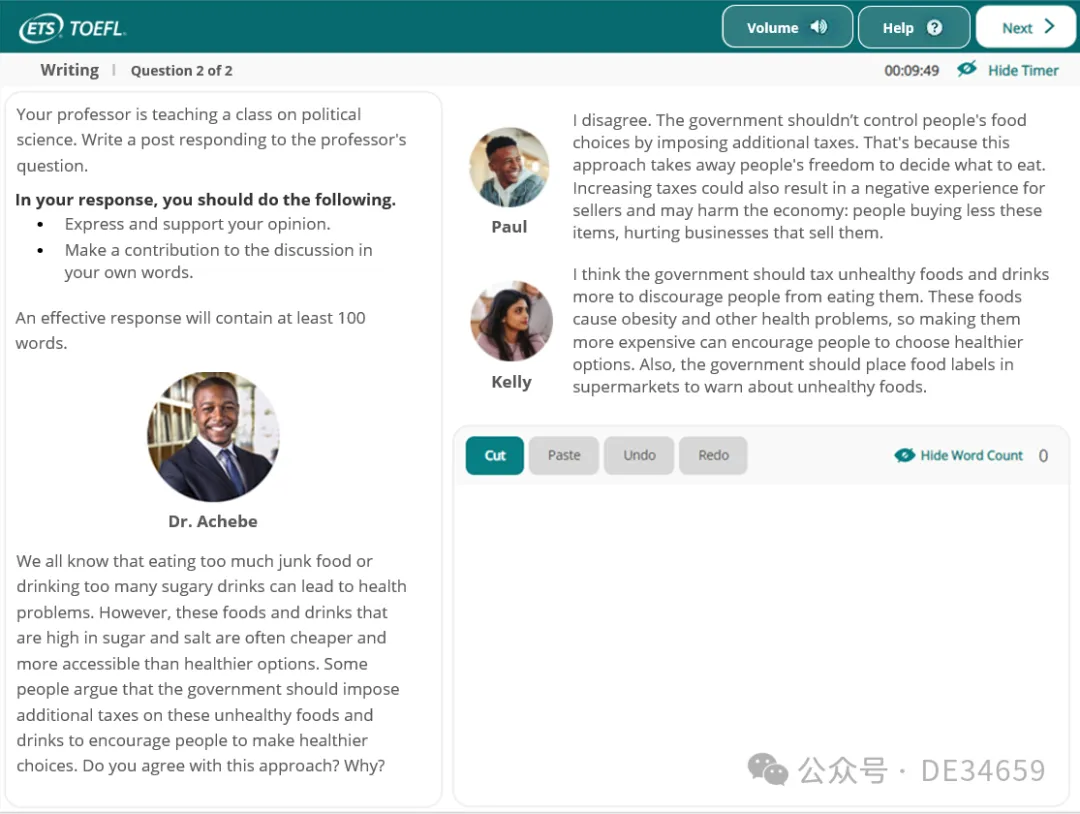 ETS TOEFL.
Volume
Help ?
Next
Writing | Question 2 of 2
00:09:49 Hide Timer
Your professor is teaching a class on political
science. Write a post responding to the professor's
question.
In your response, you should do the following.
• Express and support your opinion.
• Make a contribution to the discussion in
your own words.
An effective response will contain at least 100
words.
Dr. Achebe
We all know that eating too much junk food or
drinking too many sugary drinks can lead to health
problems. However, these foods and drinks that
are high in sugar and salt are often cheaper and
more accessible than healthier options. Some
people argue that the government should impose
additional taxes on these unhealthy foods and
drinks to encourage people to make healthier
choices. Do you agree with this approach? Why?
I disagree. The government shouldn’t control people's food
choices by imposing additional taxes. That's because this
approach takes away people's freedom to decide what to eat.
Increasing taxes could also result in a negative experience for
sellers and may harm the economy: people buying less these
items, hurting businesses that sell them.
Paul
I think the government should tax unhealthy foods and drinks
more to discourage people from eating them. These foods
cause obesity and other health problems, so making them
more expensive can encourage people to choose healthier
options. Also, the government should place food labels in
supermarkets to warn about unhealthy foods.
Kelly
Cut
Paste
Undo
Redo
Hide Word Count 0
公众号 · DE34659